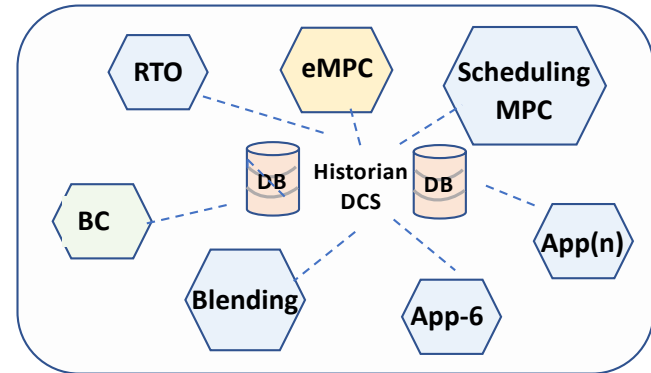 RTO
eMPC
Scheduling
MPC
DB
Historian
DCS
DB
BC
App(n)
Blending
App-6